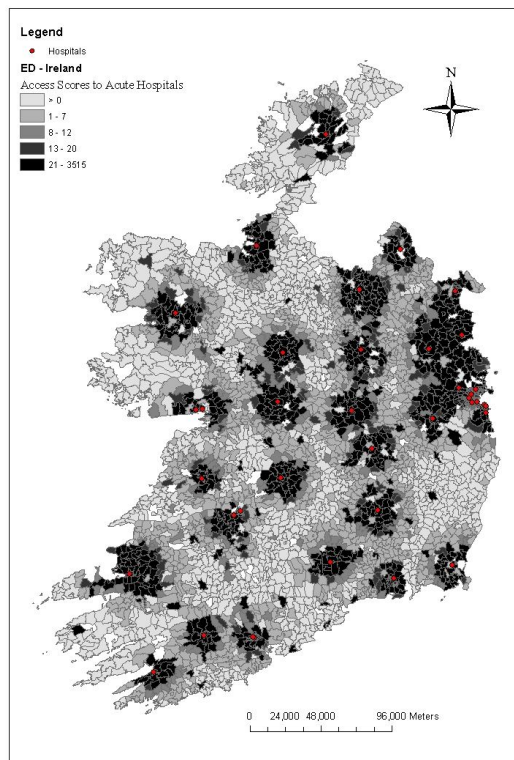 Legend
Hospitals
ED - Ireland
Access Scores to Acute Hospitals
> 0
1 - 7
8 - 12
13 - 20
21 - 3515
N
0 24,000 48,000 96,000 Meters